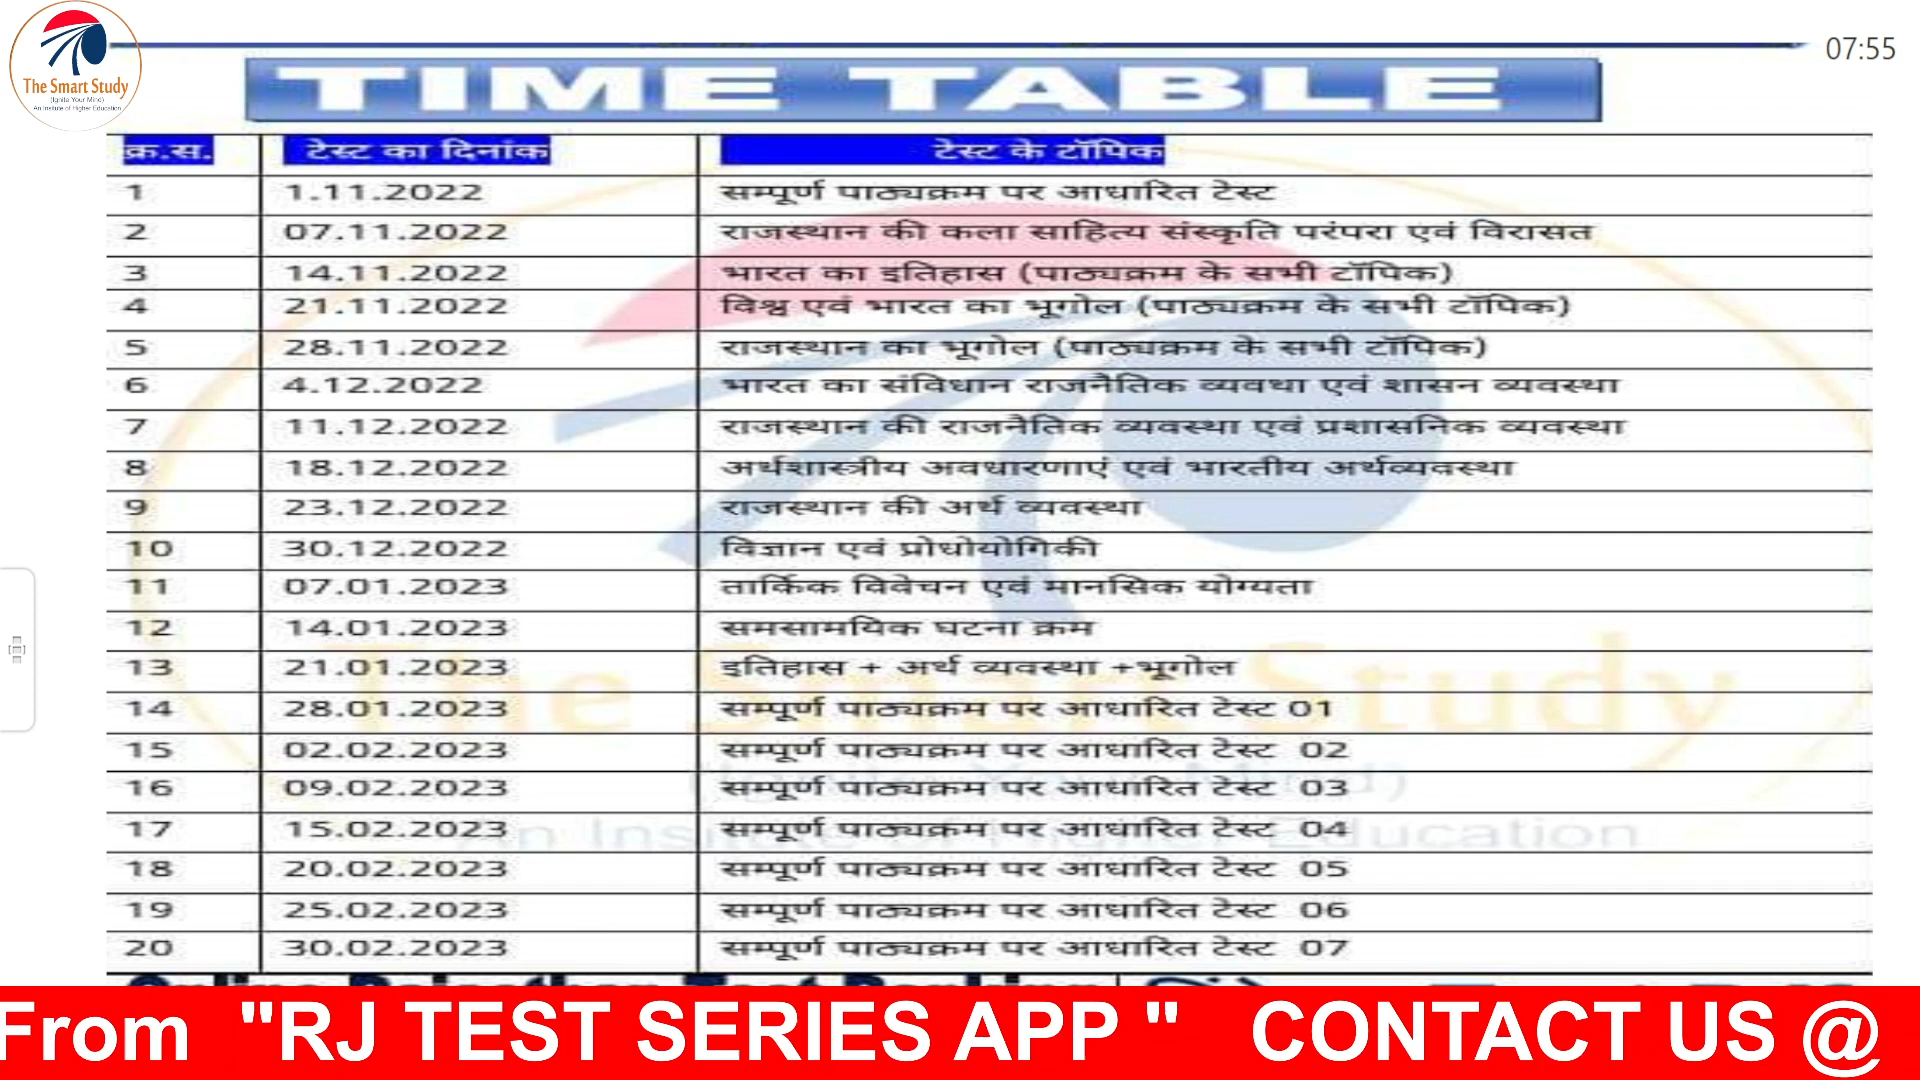 The Smart Study
(Ignite Your Mind)
An Insitute of Higher Education
07:55
TIME TABLE
क्र.स. टेस्ट का दिनांक टेस्ट के टॉपिक
1 1.11.2022 सम्पूर्ण पाठ्यक्रम पर आधारित टेस्ट
2 07.11.2022 राजस्थान की कला साहित्य संस्कृति परंपरा एवं विरासत
3 14.11.2022 भारत का इतिहास (पाठ्यक्रम के सभी टॉपिक)
4 21.11.2022 विश्व एवं भारत का भूगोल (पाठ्यक्रम के सभी टॉपिक)
5 28.11.2022 राजस्थान का भूगोल (पाठ्यक्रम के सभी टॉपिक)
6 4.12.2022 भारत का संविधान राजनैतिक व्यवथा एवं शासन व्यवस्था
7 11.12.2022 राजस्थान की राजनैतिक व्यवस्था एवं प्रशासनिक व्यवस्था
8 18.12.2022 अर्थशास्त्रीय अवधारणाएं एवं भारतीय अर्थव्यवस्था
9 23.12.2022 राजस्थान की अर्थ व्यवस्था
10 30.12.2022 विज्ञान एवं प्रोधोयोगिकी
11 07.01.2023 तार्किक विवेचन एवं मानसिक योग्यता
12 14.01.2023 समसामयिक घटना क्रम
13 21.01.2023 इतिहास + अर्थ व्यवस्था +भूगोल
14 28.01.2023 सम्पूर्ण पाठ्यक्रम पर आधारित टेस्ट 01
15 02.02.2023 सम्पूर्ण पाठ्यक्रम पर आधारित टेस्ट 02
16 09.02.2023 सम्पूर्ण पाठ्यक्रम पर आधारित टेस्ट 03
17 15.02.2023 सम्पूर्ण पाठ्यक्रम पर आधारित टेस्ट 04
18 20.02.2023 सम्पूर्ण पाठ्यक्रम पर आधारित टेस्ट 05
19 25.02.2023 सम्पूर्ण पाठ्यक्रम पर आधारित टेस्ट 06
20 30.02.2023 सम्पूर्ण पाठ्यक्रम पर आधारित टेस्ट 07
From "RJ TEST SERIES APP " CONTACT US @